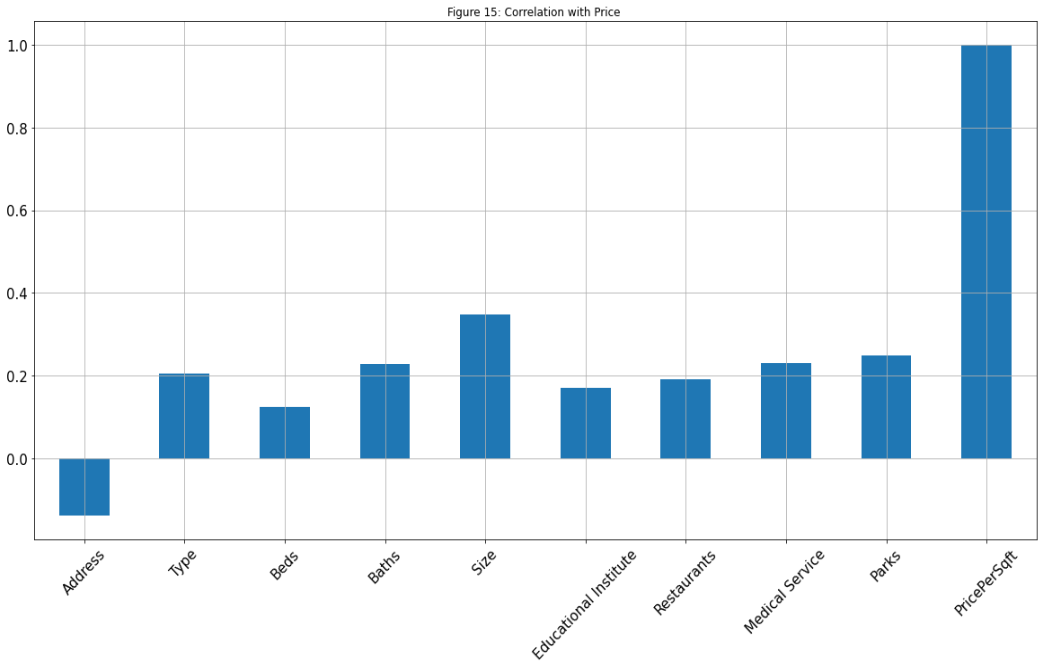 Figure 15: Correlation with Price
1.0
0.8
0.6
0.4
0.2
0.0
Address
Type
Beds
Baths
Size
Educational Institute
Restaurants
Medical Service
Parks
PricePerSqft